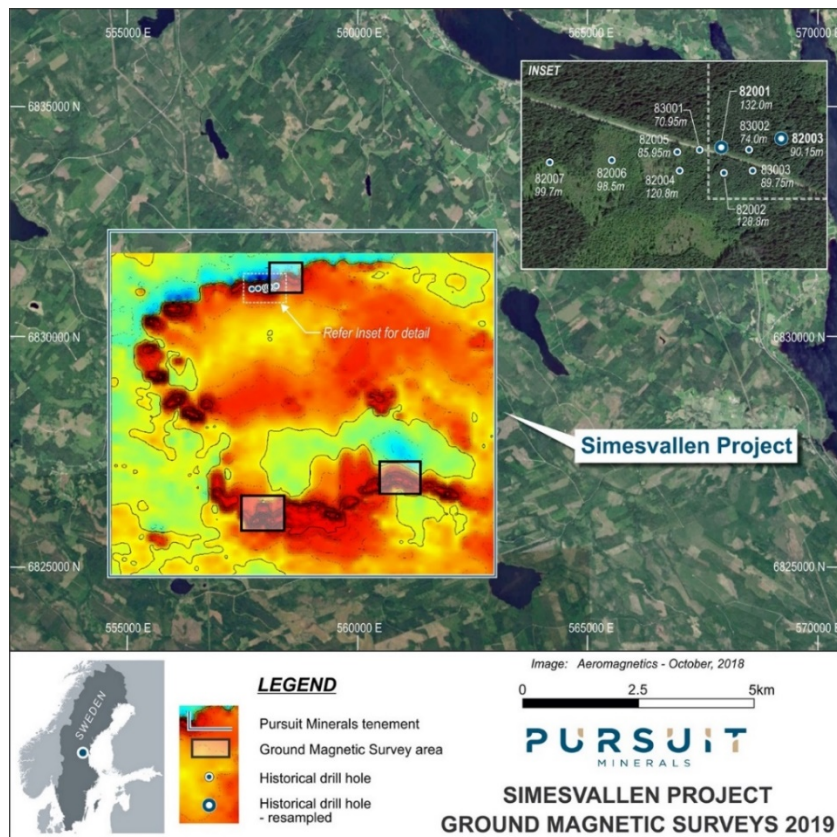 555000 E
560000 E
565000 E
570000 E
6835000 N
6835000 N
INSET
82001
132.0m
83001
70.95m
83002
74.0m
82003
90.15m
82005
85.95m
82007
99.7m
82006
98.5m
82004
120.8m
83003
89.75m
82002
128.8m
6830000 N
6830000 N
Refer Inset for detail
Simesvallen Project
6825000 N
6825000 N
555000 E
560000 E
565000 E
570000 E
SWEDEN
LEGEND
Pursuit Minerals tenement
Ground Magnetic Survey area
Historical drill hole
Historical drill hole
- resampled
Image: Aeromagnetics - October, 2018
0 2.5 5km
PURSUIT
MINERALS
SIMESVALLEN PROJECT
GROUND MAGNETIC SURVEYS 2019